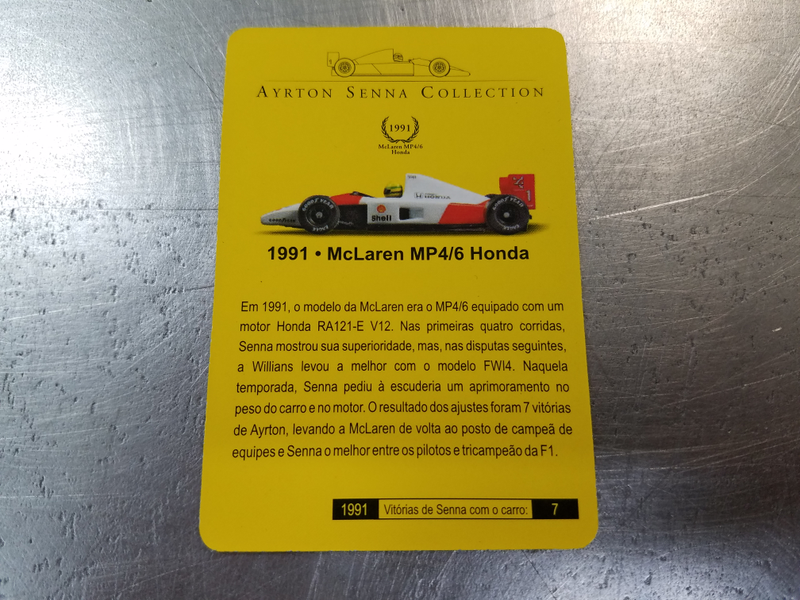 AYRTON SENNA COLLECTION
1991
McLaren MP4/6
Honda
HONDA
Shell
1
1991 • McLaren MP4/6 Honda
Em 1991, o modelo da McLaren era o MP4/6 equipado com um
motor Honda RA121-E V12. Nas primeiras quatro corridas,
Senna mostrou sua superioridade, mas, nas disputas seguintes,
a Willians levou a melhor com o modelo FWI4. Naquela
temporada, Senna pediu à escuderia um aprimoramento no
peso do carro e no motor. O resultado dos ajustes foram 7 vitórias
de Ayrton, levando a McLaren de volta ao posto de campeã de
equipes e Senna o melhor entre os pilotos e tricampeão da F1.
1991 Vitórias de Senna com o carro: 7